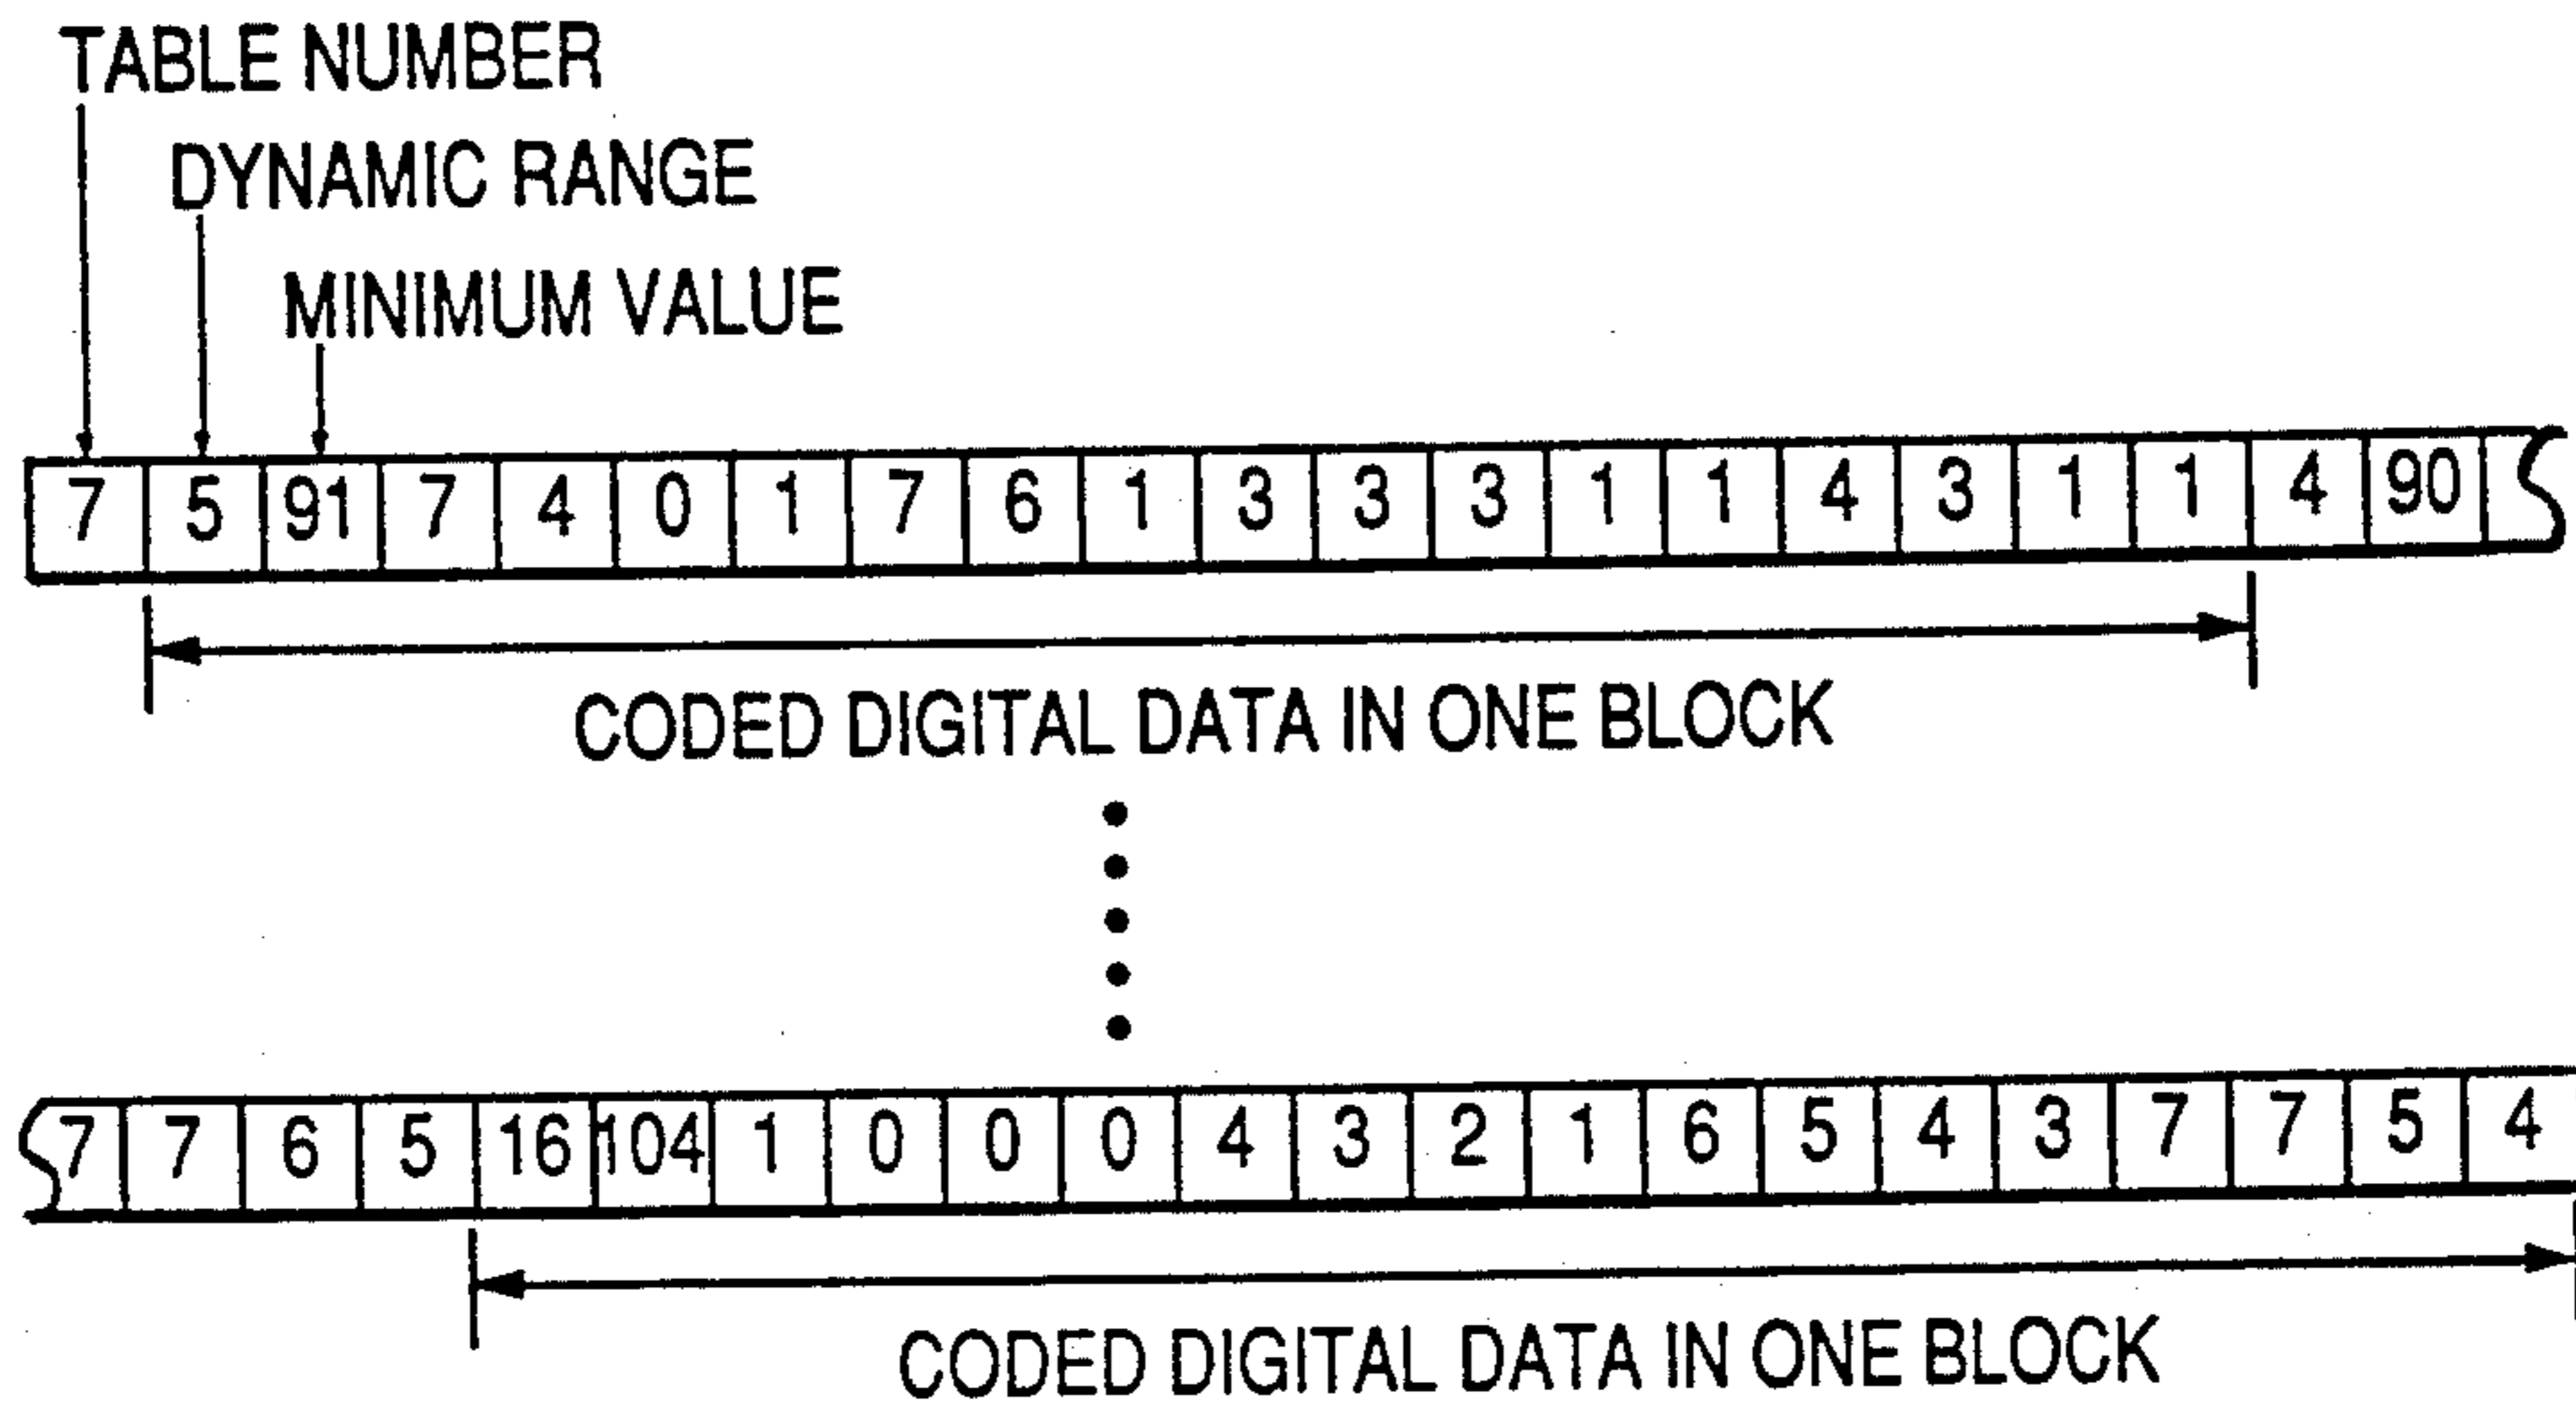 TABLE NUMBER
DYNAMIC RANGE
MINIMUM VALUE
7 5 91 7 4 0 1 7 6 1 3 3 3 1 1 4 3 1 1 4 90
CODED DIGITAL DATA IN ONE BLOCK
7 7 6 5 16 104 1 0 0 0 4 3 2 1 6 5 4 3 7 7 5 4
CODED DIGITAL DATA IN ONE BLOCK